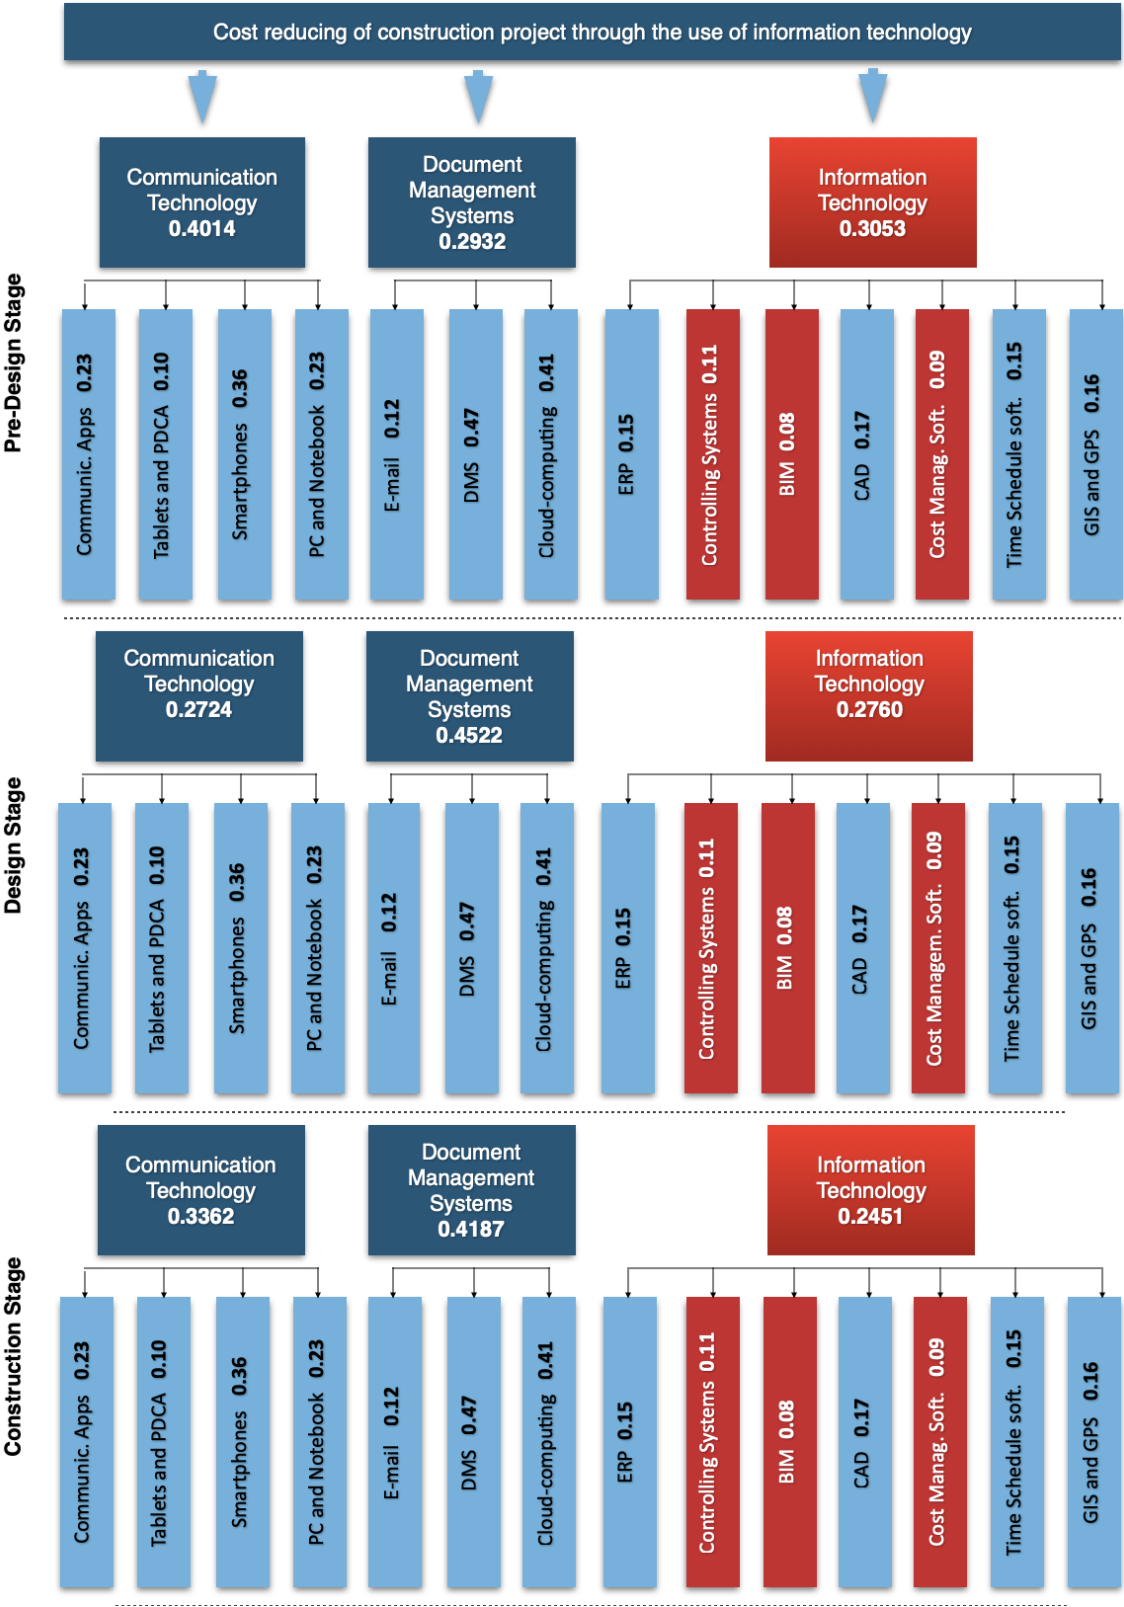 Cost reducing of construction project through the use of information technology
Pre-Design Stage
Communication
Technology
0.4014
Document
Management
Systems
0.2932
Information
Technology
0.3053
Communic. Apps 0.23
Tablets and PDCA 0.10
Smartphones 0.36
PC and Notebook 0.23
E-mail 0.12
DMS 0.47
Cloud-computing 0.41
ERP 0.15
Controlling Systems 0.11
BIM 0.08
CAD 0.17
Cost Manag. Soft. 0.09
Time Schedule soft. 0.15
GIS and GPS 0.16
Design Stage
Communication
Technology
0.2724
Document
Management
Systems
0.4522
Information
Technology
0.2760
Communic. Apps 0.23
Tablets and PDCA 0.10
Smartphones 0.36
PC and Notebook 0.23
E-mail 0.12
DMS 0.47
Cloud-computing 0.41
ERP 0.15
Controlling Systems 0.11
BIM 0.08
CAD 0.17
Cost Managem. Soft. 0.09
Time Schedule soft. 0.15
GIS and GPS 0.16
Construction Stage
Communication
Technology
0.3362
Document
Management
Systems
0.4187
Information
Technology
0.2451
Communic. Apps 0.23
Tablets and PDCA 0.10
Smartphones 0.36
PC and Notebook 0.23
E-mail 0.12
DMS 0.47
Cloud-computing 0.41
ERP 0.15
Controlling Systems 0.11
BIM 0.08
CAD 0.17
Cost Manag. Soft. 0.09
Time Schedule soft. 0.15
GIS and GPS 0.16